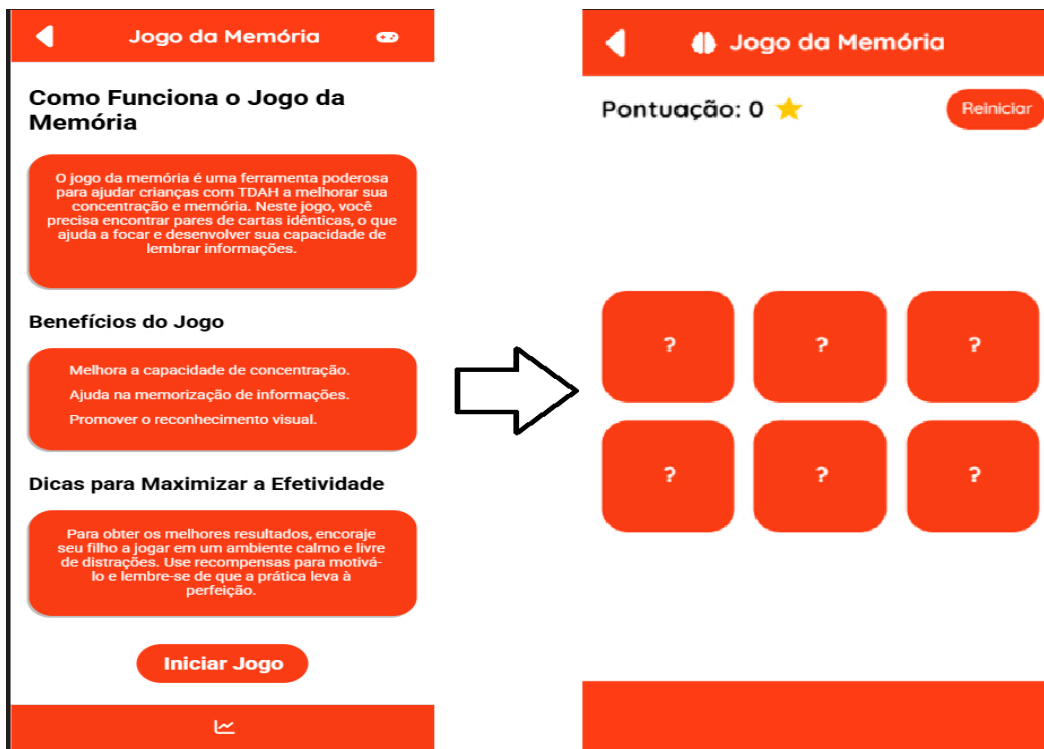 Jogo da Memória
Como Funciona o Jogo da
Memória
O jogo da memória é uma ferramenta poderosa
para ajudar crianças com TDAH a melhorar sua
concentração e memória. Neste jogo, você
precisa encontrar pares de cartas idênticas, o que
ajuda a focar e desenvolver sua capacidade de
lembrar informações.
Benefícios do Jogo
Melhora a capacidade de concentração.
Ajuda na memorização de informações.
Promover o reconhecimento visual.
Dicas para Maximizar a Efetividade
Para obter os melhores resultados, encoraje
seu filho a jogar em um ambiente calmo e livre
de distrações. Use recompensas para motivá-
lo e lembre-se de que a prática leva à
perfeição.
Iniciar Jogo
Jogo da Memória
Pontuação: 0
Reiniciar
? ? ?
? ? ?